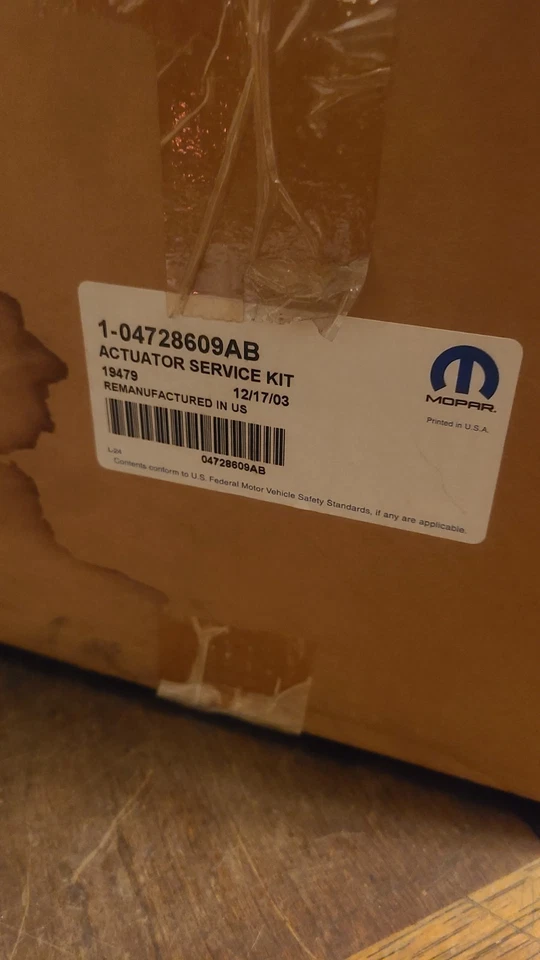 1-04728609AB
ACTUATOR SERVICE KIT
19479 12/17/03
REMANUFACTURED IN US
04728609AB
MOPAR.
Printed in U.S.A.
Contents conform to U.S. Federal Motor Vehicle Safety Standards, if any are applicable.